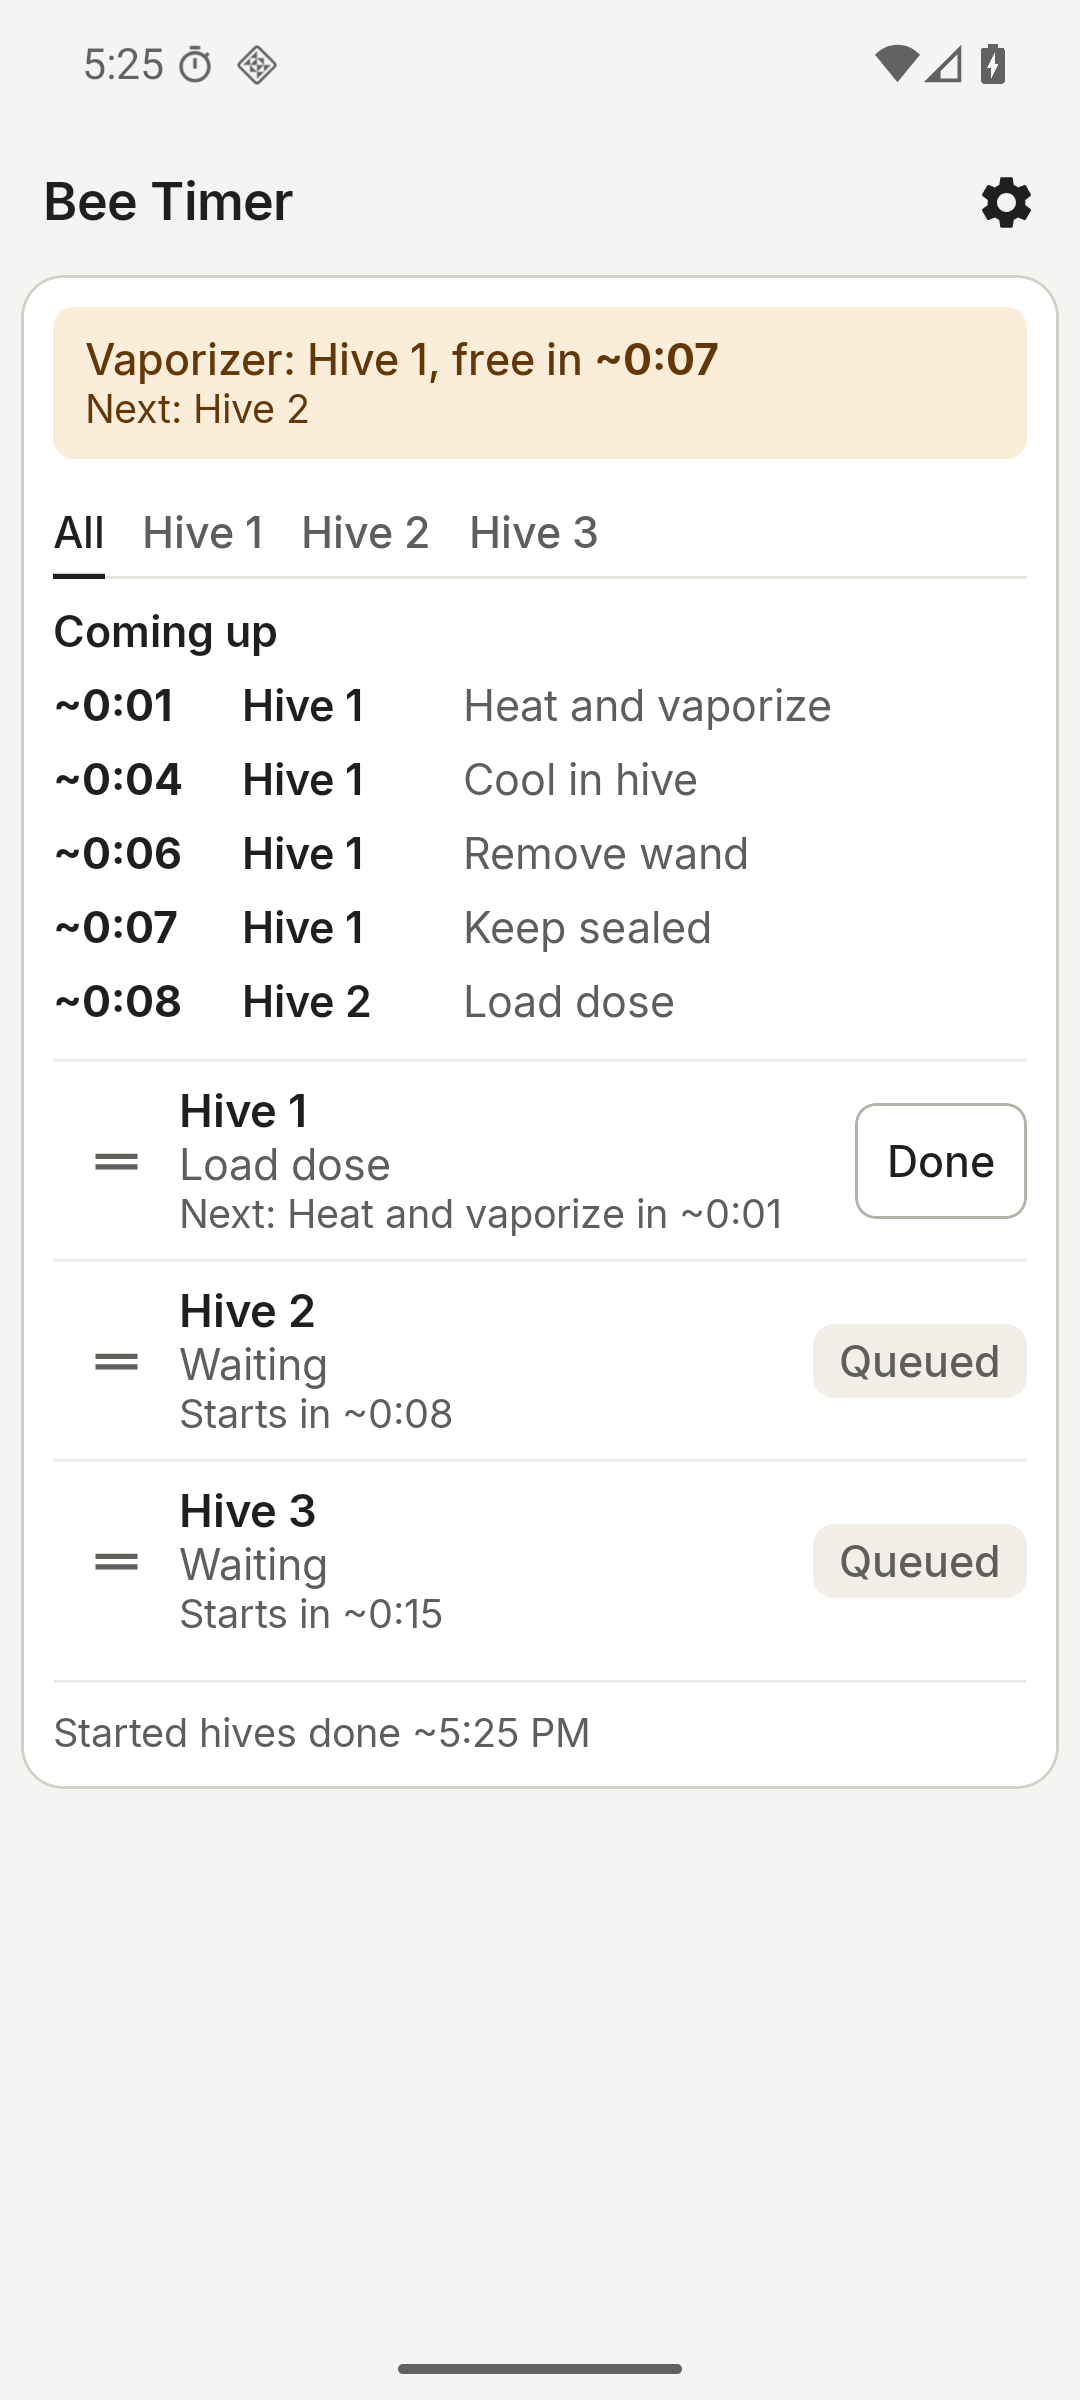 5:25
Bee Timer
Vaporizer: Hive 1, free in ~0:07
Next: Hive 2
All Hive 1 Hive 2 Hive 3
Coming up
~0:01 Hive 1 Heat and vaporize
~0:04 Hive 1 Cool in hive
~0:06 Hive 1 Remove wand
~0:07 Hive 1 Keep sealed
~0:08 Hive 2 Load dose
Hive 1
Load dose
Next: Heat and vaporize in ~0:01
Done
Hive 2
Waiting
Starts in ~0:08
Queued
Hive 3
Waiting
Starts in ~0:15
Queued
Started hives done ~5:25 PM